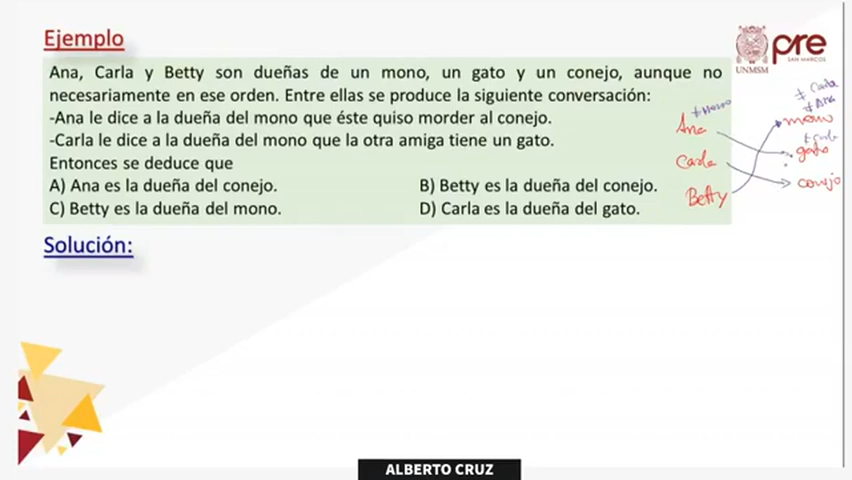 Ejemplo
pre
SAN MARCOS
UNMSM
Ana, Carla y Betty son dueñas de un mono, un gato y un conejo, aunque no
necesariamente en ese orden. Entre ellas se produce la siguiente conversación:
-Ana le dice a la dueña del mono que éste quiso morder al conejo.
-Carla le dice a la dueña del mono que la otra amiga tiene un gato.
Entonces se deduce que
A) Ana es la dueña del conejo. B) Betty es la dueña del conejo.
C) Betty es la dueña del mono. D) Carla es la dueña del gato.
≠ Carla
≠ Ana
≠ Mono
Ana mono
≠ Carla
Carla gato
Betty conejo
Solución:
ALBERTO CRUZ